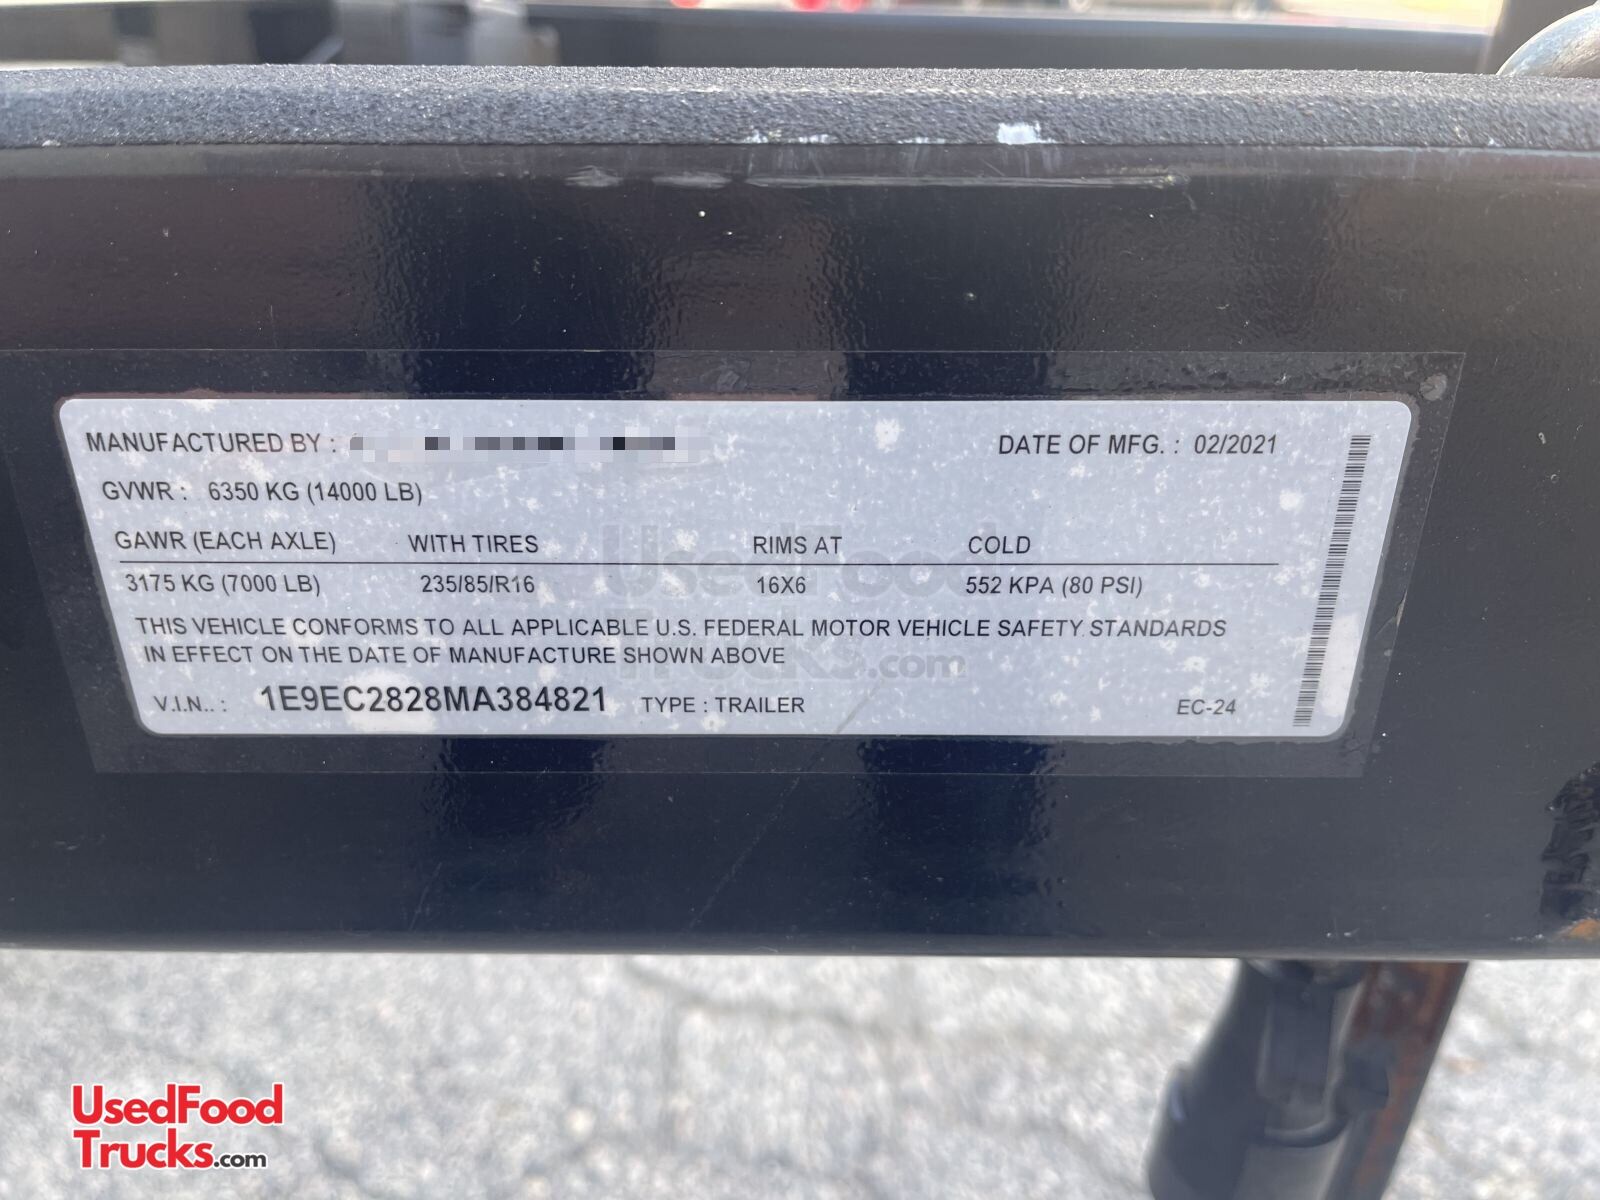 MANUFACTURED BY : DATE OF MFG. : 02/2021
GVWR : 6350 KG (14000 LB)
GAWR (EACH AXLE) WITH TIRES RIMS AT COLD
3175 KG (7000 LB) 235/85/R16 16X6 552 KPA (80 PSI)
THIS VEHICLE CONFORMS TO ALL APPLICABLE U.S. FEDERAL MOTOR VEHICLE SAFETY STANDARDS
IN EFFECT ON THE DATE OF MANUFACTURE SHOWN ABOVE
V.I.N.. : 1E9EC2828MA384821 TYPE : TRAILER EC-24
UsedFood
Trucks.com
UsedFood
Trucks.com